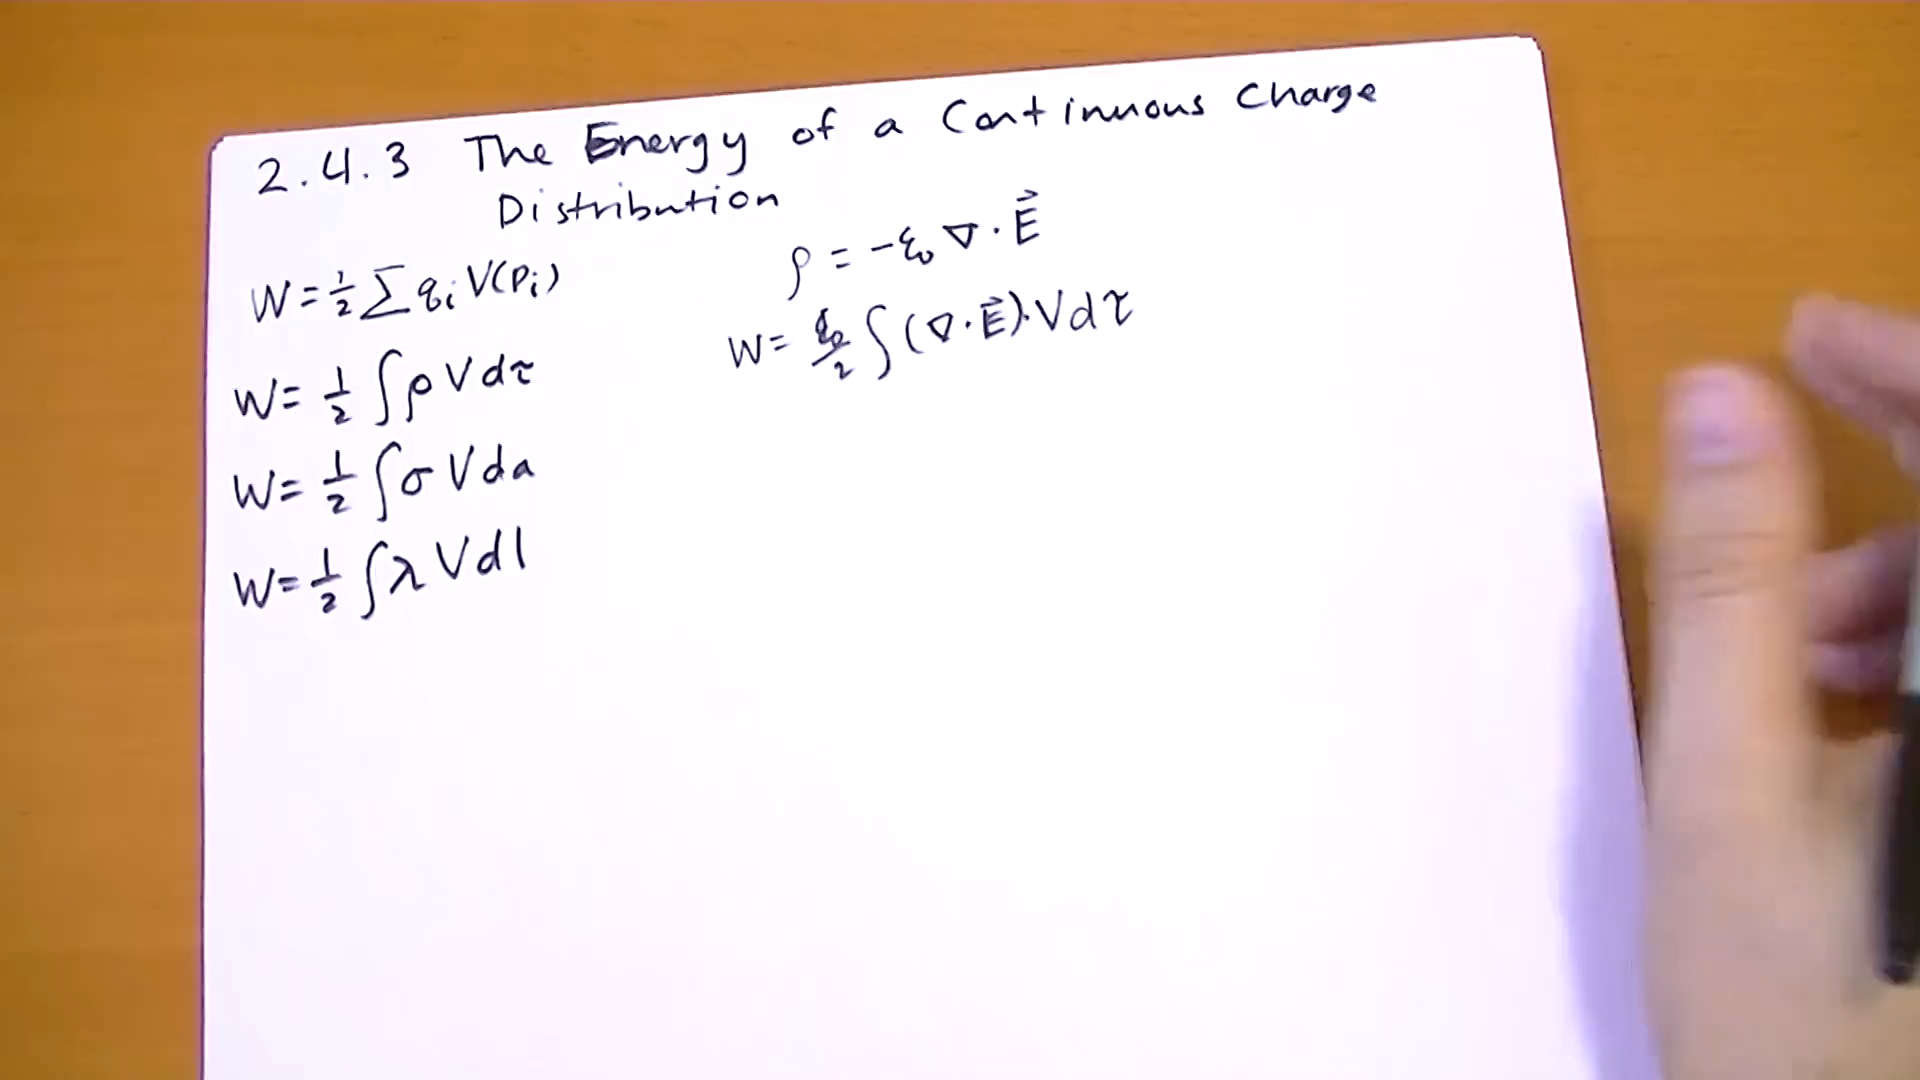 2.4.3 The Energy of a Continuous Charge
Distribution
W = 1/2 ∑ qᵢ V(Pᵢ)
W = 1/2 ∫ρ V dτ
W = 1/2 ∫σ V da
W = 1/2 ∫λ V dl
ρ = -ε₀ ∇ · E⃗
W = ε₀/2 ∫(∇ · E⃗) · V dτ